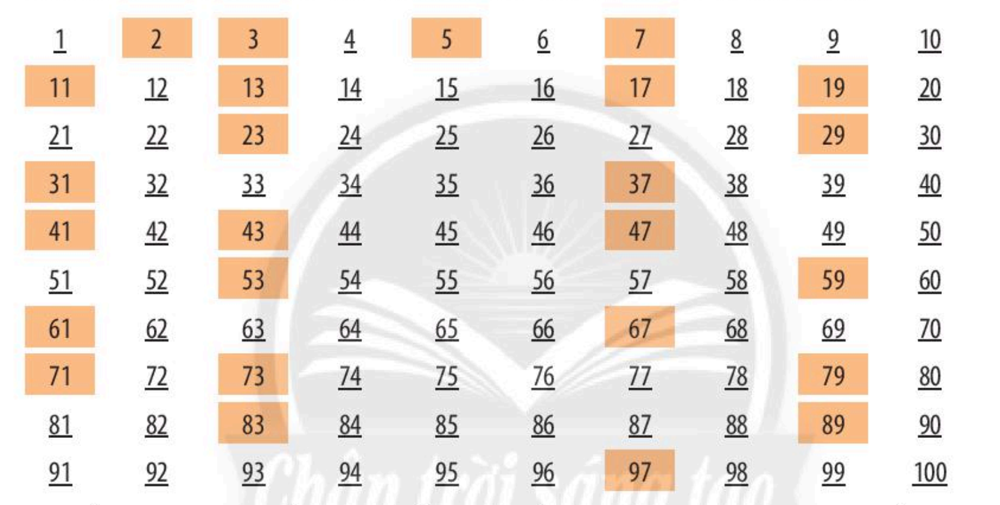 1 2 3 4 5 6 7 8 9 10
11 12 13 14 15 16 17 18 19 20
21 22 23 24 25 26 27 28 29 30
31 32 33 34 35 36 37 38 39 40
41 42 43 44 45 46 47 48 49 50
51 52 53 54 55 56 57 58 59 60
61 62 63 64 65 66 67 68 69 70
71 72 73 74 75 76 77 78 79 80
81 82 83 84 85 86 87 88 89 90
91 92 93 94 95 96 97 98 99 100
Chân trời sáng tạo